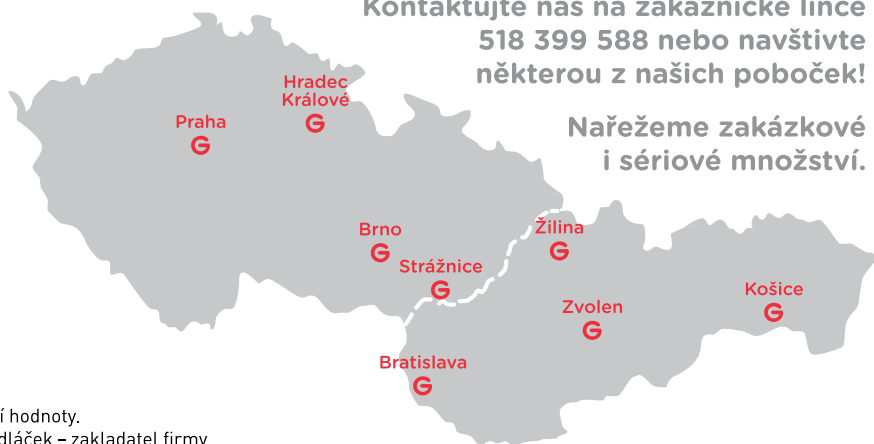 Kontaktujte nás na zákaznické lince
518 399 588 nebo navštivte
některou z našich poboček!
Nařežeme zakázkové
i sériové množství.
Hradec
Králové
G
Praha
G
Brno
G
Strážnice
G
Žilina
G
Zvolen
G
Košice
G
Bratislava
G
í hodnoty.
dláček – zakladatel firmy